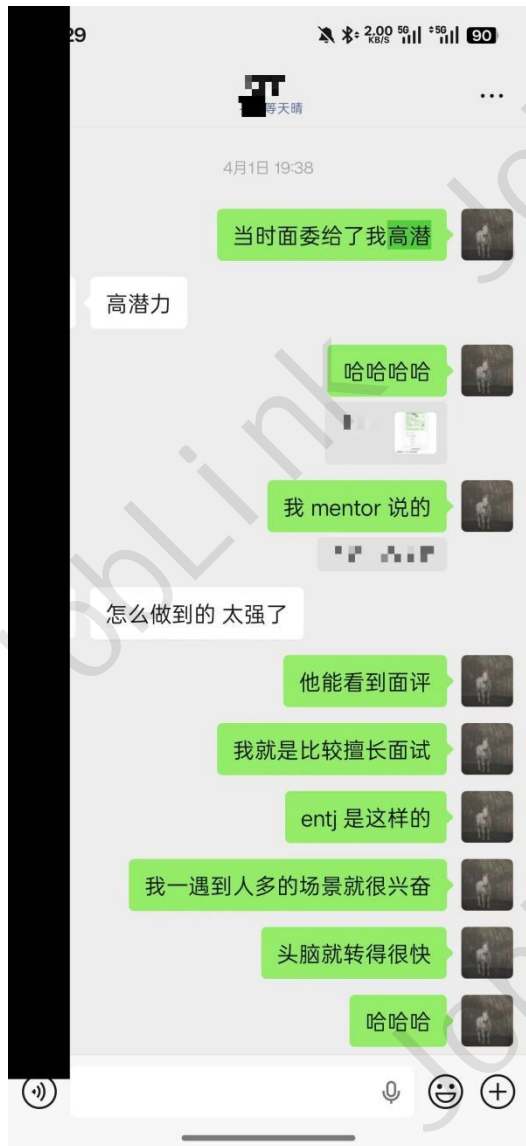 29
2.00 KB/S 5G 5G 90
等天晴
4月1日 19:38
当时面委给了我高潜
高潜力
哈哈哈哈
我 mentor 说的
怎么做到的 太强了
他能看到面评
我就是比较擅长面试
entj 是这样的
我一遇到人多的场景就很兴奋
头脑就转得很快
哈哈哈
JobLink